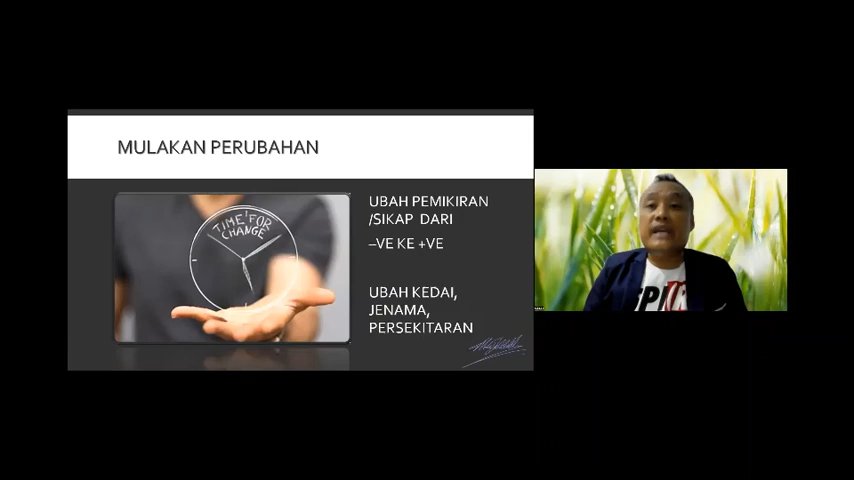 MULAKAN PERUBAHAN
TIME FOR
CHANGE
UBAH PEMIKIRAN
/SIKAP DARI
–VE KE +VE
UBAH KEDAI,
JENAMA,
PERSEKITARAN